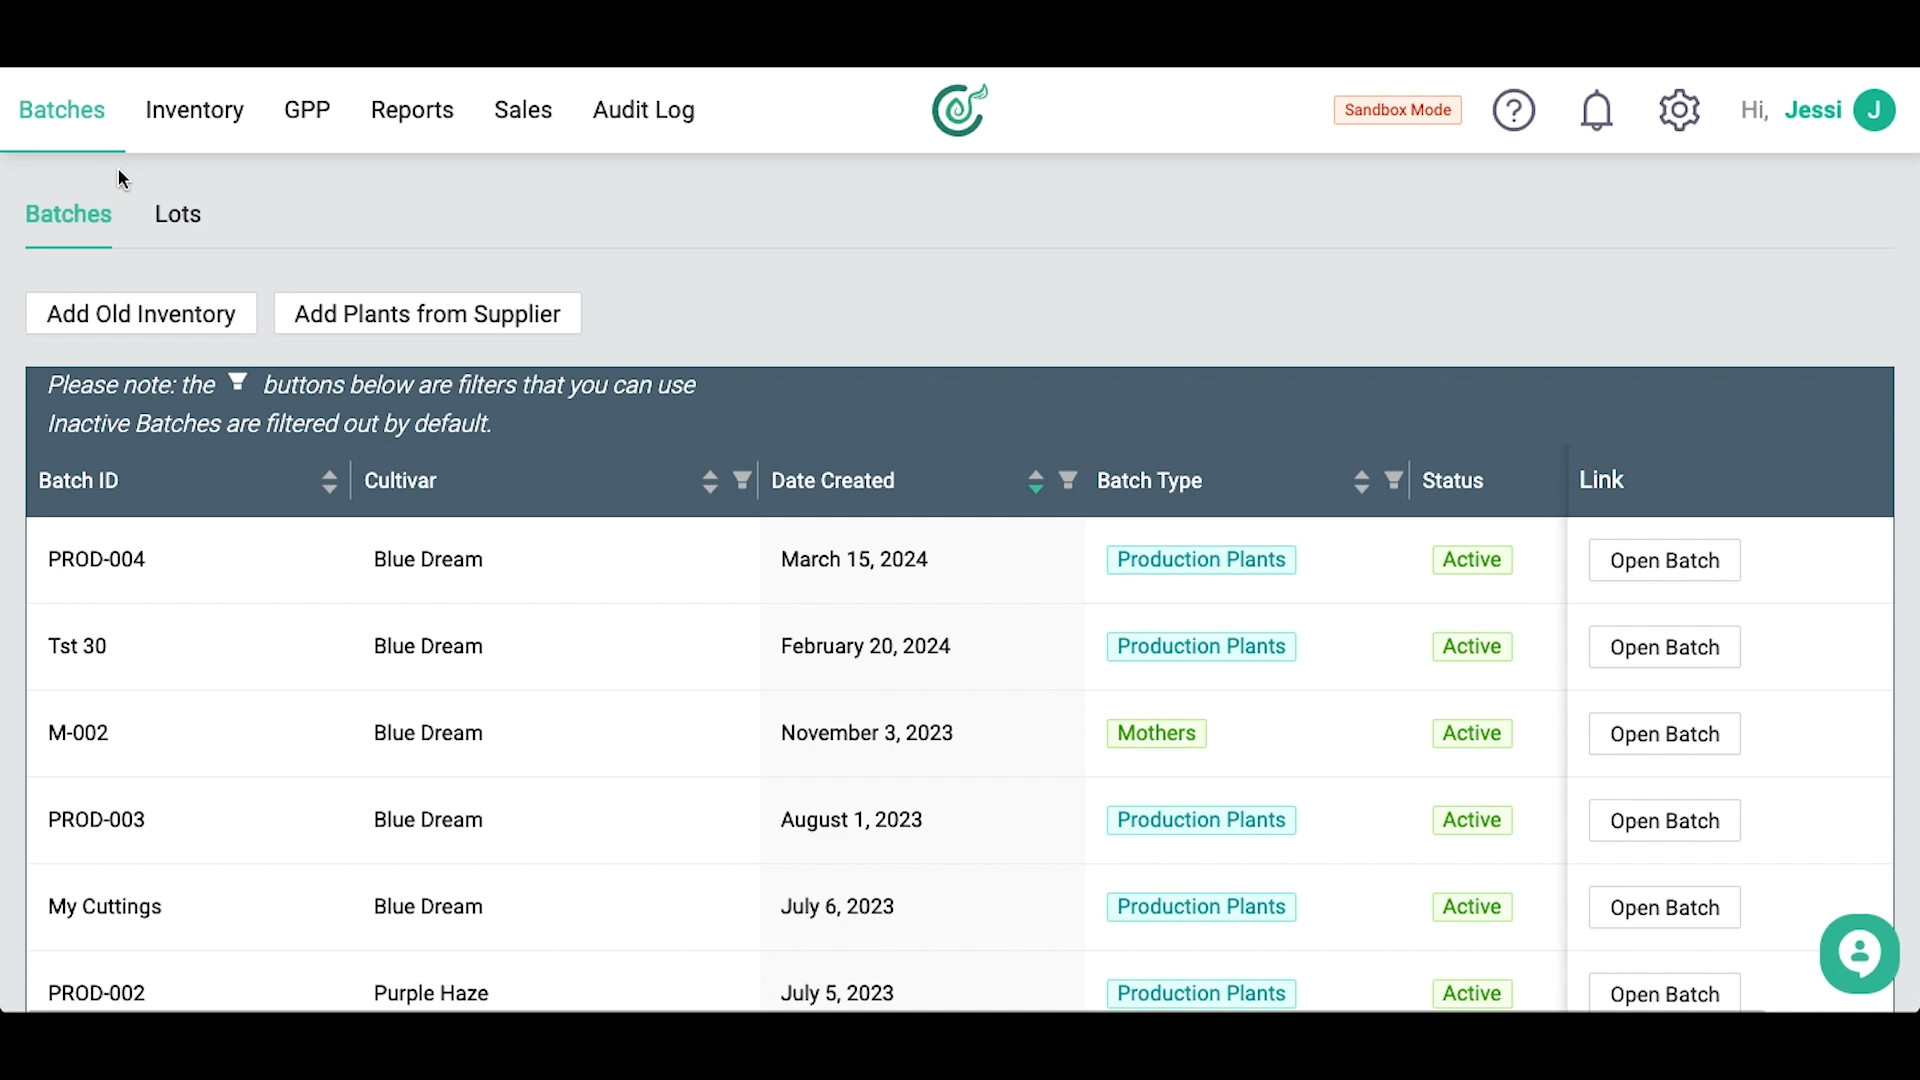 Batches Inventory GPP Reports Sales Audit Log Sandbox Mode ? Hi, Jessi J
Batches Lots
Add Old Inventory Add Plants from Supplier
Please note: the buttons below are filters that you can use
Inactive Batches are filtered out by default.
Batch ID Cultivar Date Created Batch Type Status Link
PROD-004 Blue Dream March 15, 2024 Production Plants Active Open Batch
Tst 30 Blue Dream February 20, 2024 Production Plants Active Open Batch
M-002 Blue Dream November 3, 2023 Mothers Active Open Batch
PROD-003 Blue Dream August 1, 2023 Production Plants Active Open Batch
My Cuttings Blue Dream July 6, 2023 Production Plants Active Open Batch
PROD-002 Purple Haze July 5, 2023 Production Plants Active Open Batch